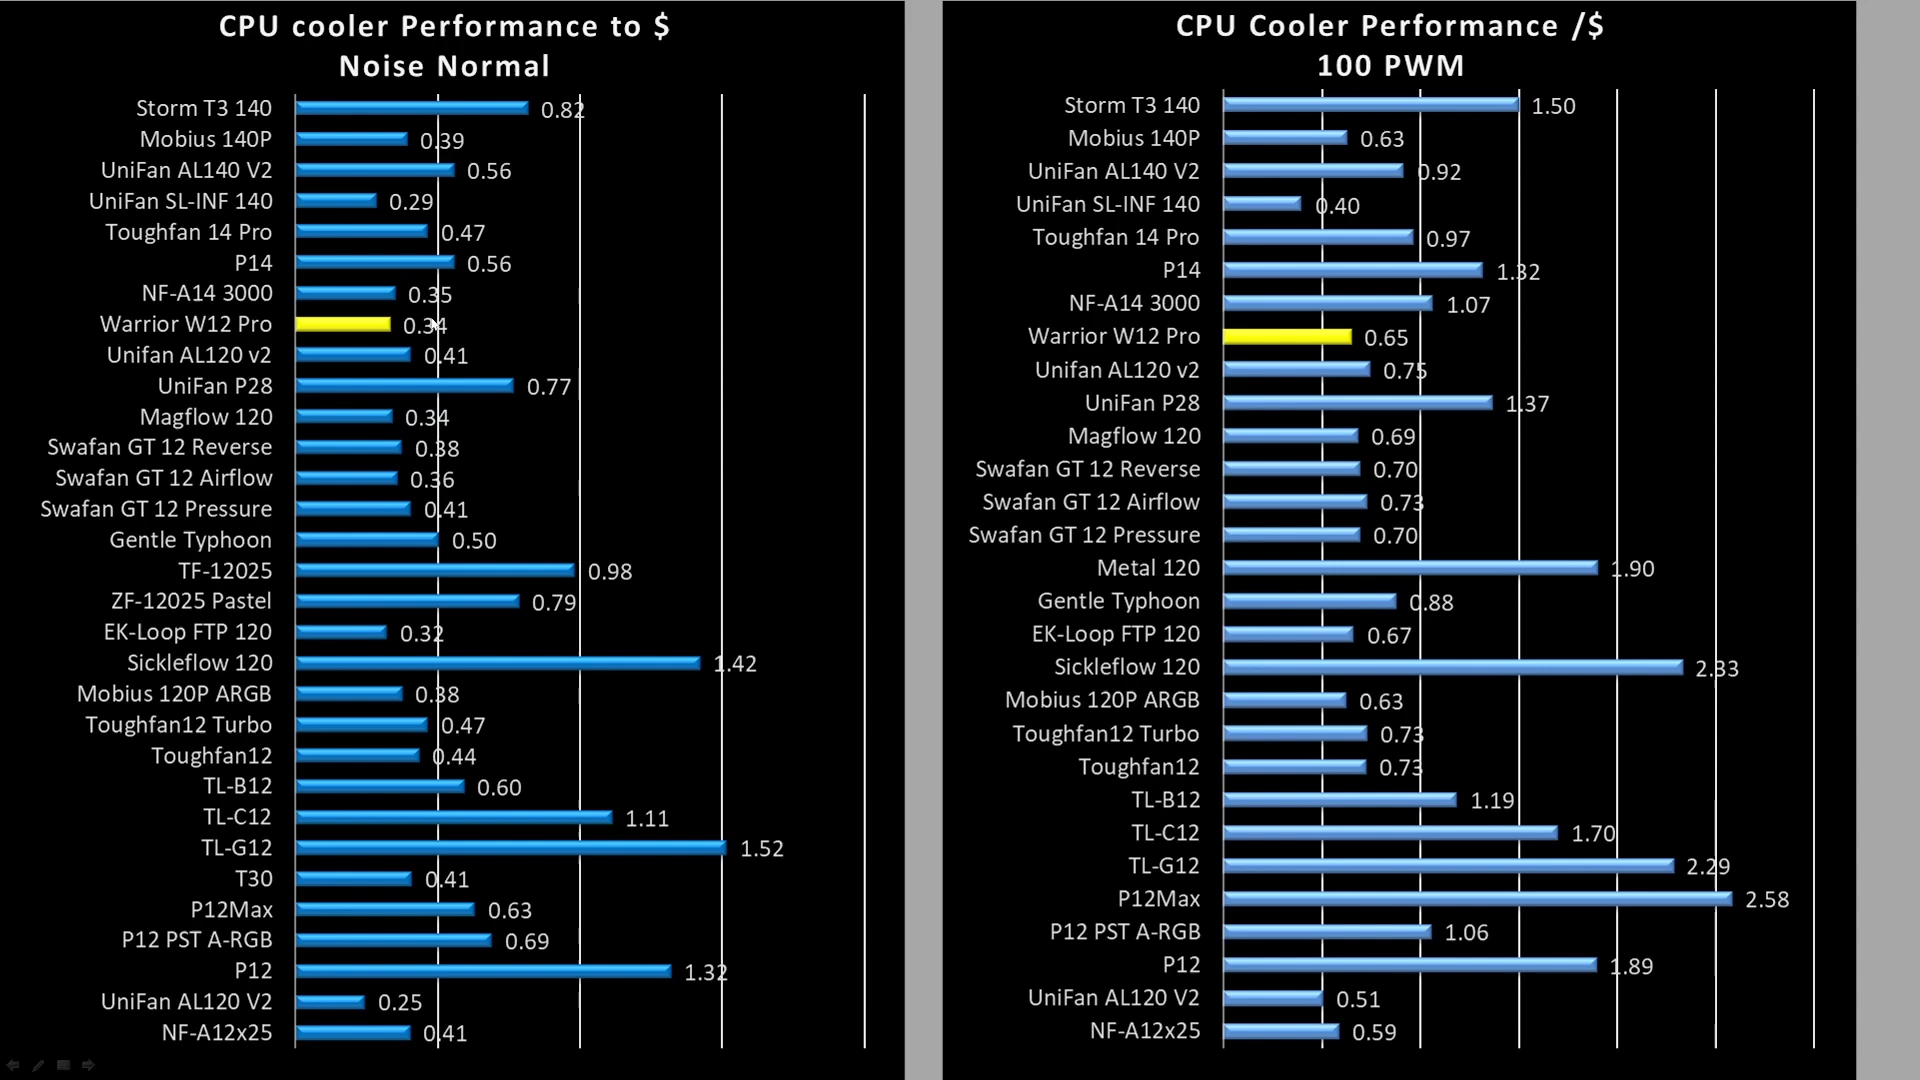 CPU cooler Performance to $
Noise Normal
Storm T3 140 0.82
Mobius 140P 0.39
UniFan AL140 V2 0.56
UniFan SL-INF 140 0.29
Toughfan 14 Pro 0.47
P14 0.56
NF-A14 3000 0.35
Warrior W12 Pro 0.34
Unifan AL120 v2 0.41
UniFan P28 0.77
Magflow 120 0.34
Swafan GT 12 Reverse 0.38
Swafan GT 12 Airflow 0.36
Swafan GT 12 Pressure 0.41
Gentle Typhoon 0.50
TF-12025 0.98
ZF-12025 Pastel 0.79
EK-Loop FTP 120 0.32
Sickleflow 120 1.42
Mobius 120P ARGB 0.38
Toughfan12 Turbo 0.47
Toughfan12 0.44
TL-B12 0.60
TL-C12 1.11
TL-G12 1.52
T30 0.41
P12Max 0.63
P12 PST A-RGB 0.69
P12 1.32
UniFan AL120 V2 0.25
NF-A12x25 0.41
CPU Cooler Performance /$
100 PWM
Storm T3 140 1.50
Mobius 140P 0.63
UniFan AL140 V2 0.92
UniFan SL-INF 140 0.40
Toughfan 14 Pro 0.97
P14 1.32
NF-A14 3000 1.07
Warrior W12 Pro 0.65
Unifan AL120 v2 0.75
UniFan P28 1.37
Magflow 120 0.69
Swafan GT 12 Reverse 0.70
Swafan GT 12 Airflow 0.73
Swafan GT 12 Pressure 0.70
Metal 120 1.90
Gentle Typhoon 0.88
EK-Loop FTP 120 0.67
Sickleflow 120 2.33
Mobius 120P ARGB 0.63
Toughfan12 Turbo 0.73
Toughfan12 0.73
TL-B12 1.19
TL-C12 1.70
TL-G12 2.29
P12Max 2.58
P12 PST A-RGB 1.06
P12 1.89
UniFan AL120 V2 0.51
NF-A12x25 0.59